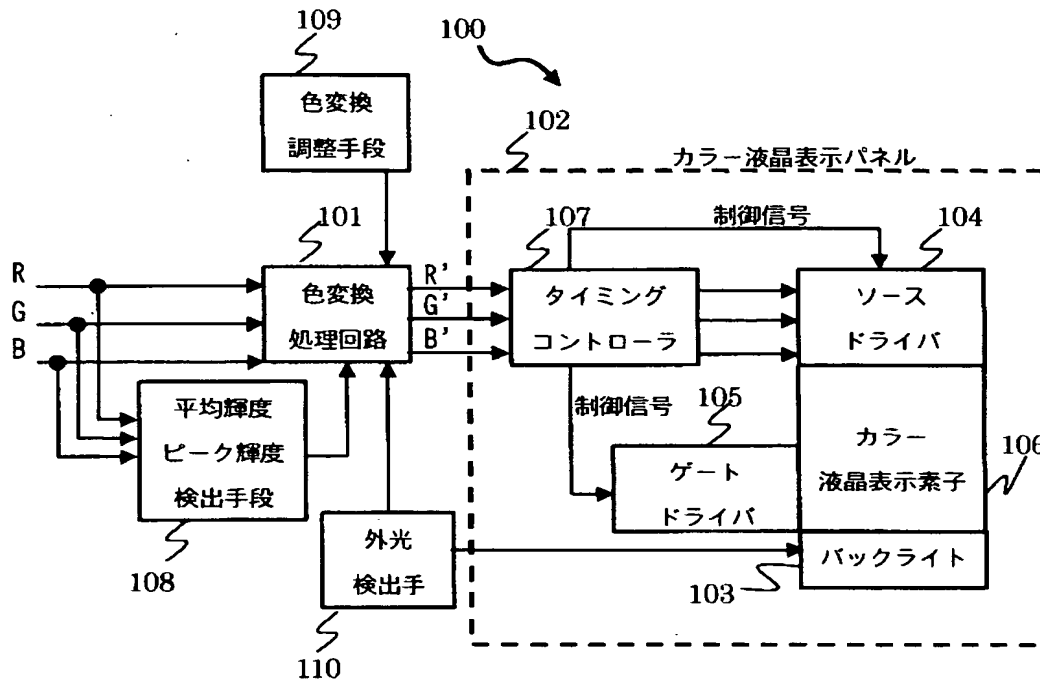 109
100
色変換
調整手段
102
カラー液晶表示パネル
101
107
制御信号
104
R
G
B
色変換
処理回路
R'
G'
B'
タイミング
コントローラ
ソース
ドライバ
平均輝度
ピーク輝度
検出手段
制御信号
105
ゲート
ドライバ
カラー
液晶表示素子
106
108
外光
検出手
バックライト
103
110